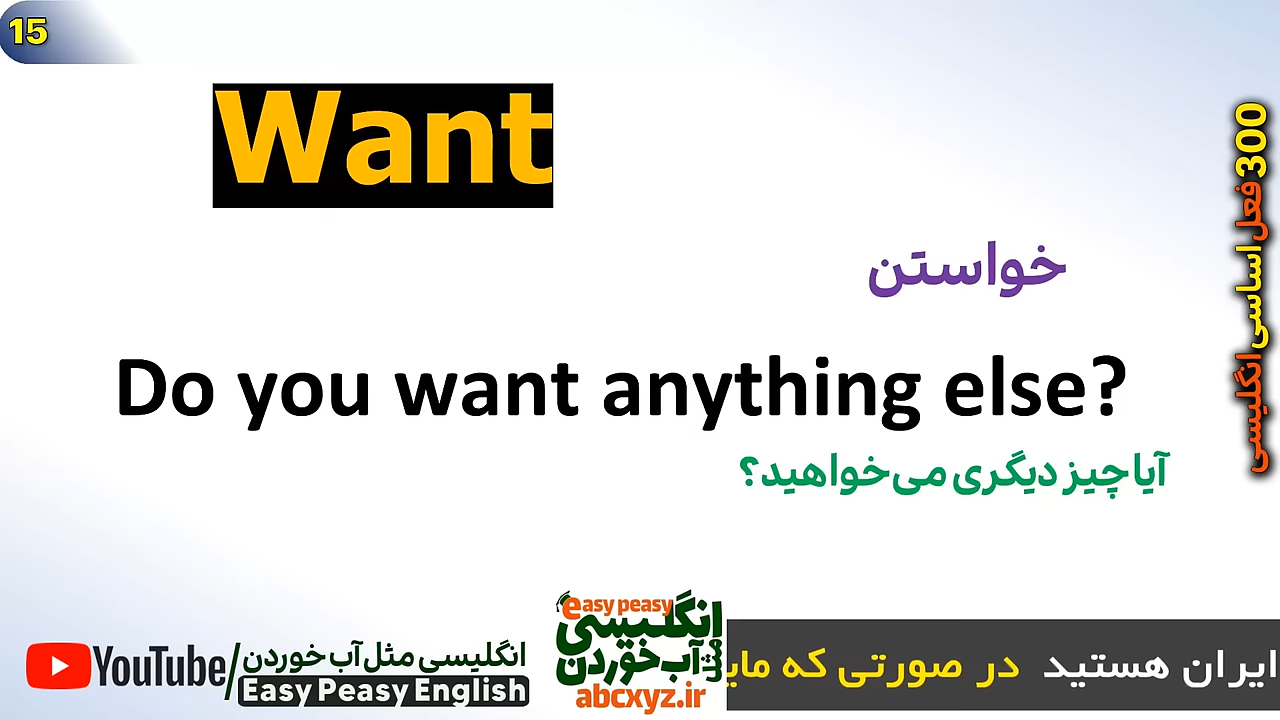 15
Want
خواستن
Do you want anything else?
آیا چیز دیگری می‌خواهید؟
300 فعل اساسی انگلیسی
YouTube/
انگلیسی مثل آب خوردن
Easy Peasy English
easy peasy
انگلیسی
مثل آب خوردن
abcxyz.ir
ایران هستید در صورتی که مای